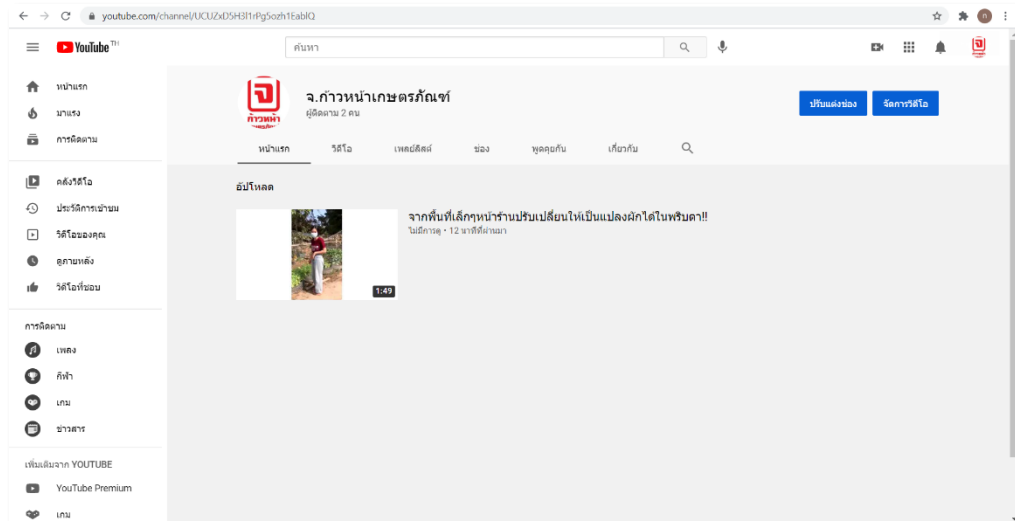 youtube.com/channel/UCUZxD5H3l1rPg5ozh1EablQ
n
YouTube TH
ค้นหา
จ
หน้าแรก
มาแรง
การติดตาม
คลังวิดีโอ
ประวัติการเข้าชม
วิดีโอของคุณ
ดูภายหลัง
วิดีโอที่ชอบ
การติดตาม
เพลง
กีฬา
เกม
ข่าวสาร
เพิ่มเติมจาก YOUTUBE
YouTube Premium
เกม
จ
ก้าวหน้า
จ.ก้าวหน้าเกษตรภัณฑ์
ผู้ติดตาม 2 คน
ปรับแต่งช่อง
จัดการวิดีโอ
หน้าแรก วิดีโอ เพลย์ลิสต์ ช่อง พูดคุยกัน เกี่ยวกับ
อัปโหลด
1:49
จากพื้นที่เล็กๆหน้าร้านปรับเปลี่ยนให้เป็นแปลงผักได้ในพริบตา!!
ไม่มีการดู • 12 นาทีที่ผ่านมา